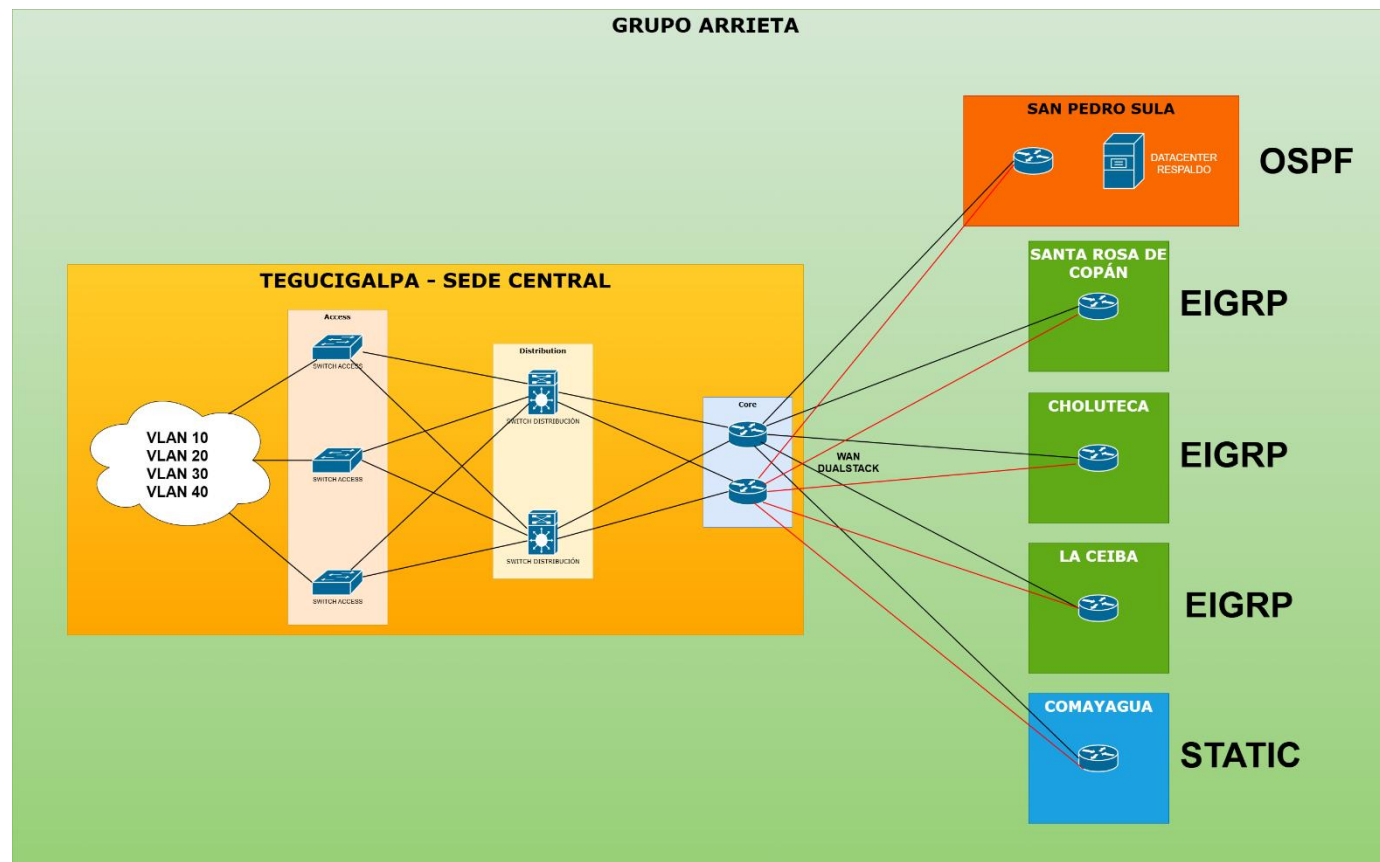 GRUPO ARRIETA
SAN PEDRO SULA
DATACENTER
RESPALDO
OSPF
SANTA ROSA DE
COPÁN
EIGRP
TEGUCIGALPA - SEDE CENTRAL
Access
SWITCH ACCESS
Distribution
SWITCH DISTRIBUCIÓN
Core
VLAN 10
VLAN 20
VLAN 30
VLAN 40
SWITCH ACCESS
WAN
DUALSTACK
CHOLUTECA
EIGRP
SWITCH DISTRIBUCIÓN
SWITCH ACCESS
LA CEIBA
EIGRP
COMAYAGUA
STATIC